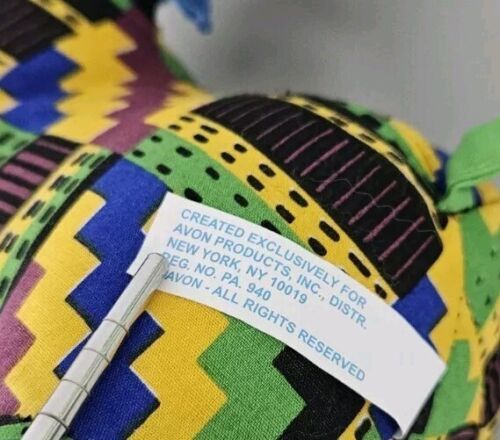 CREATED EXCLUSIVELY FOR
AVON PRODUCTS, INC., DISTR.
NEW YORK, NY 10019
REG. NO. PA. 940
AVON - ALL RIGHTS RESERVED